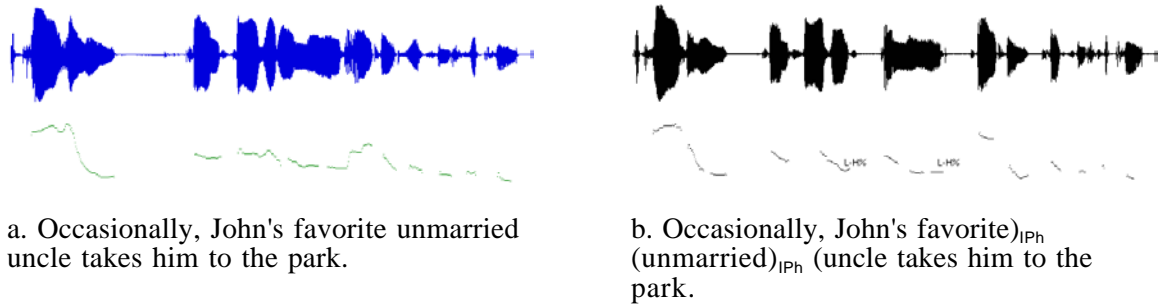 L-H%
L-H%
a. Occasionally, John's favorite unmarried
uncle takes him to the park.
b. Occasionally, John's favorite)IPh
(unmarried)IPh (uncle takes him to the
park.